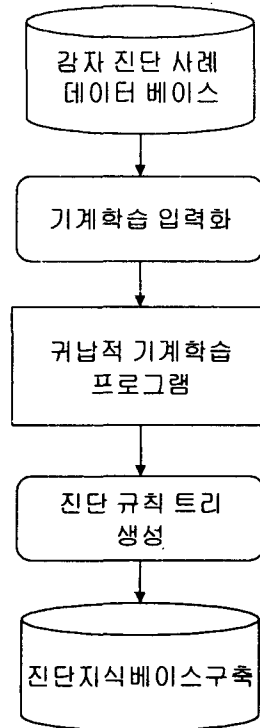 감자 진단 사례
데이터 베이스
기계학습 입력화
귀납적 기계학습
프로그램
진단 규칙 트리
생성
진단지식베이스구축